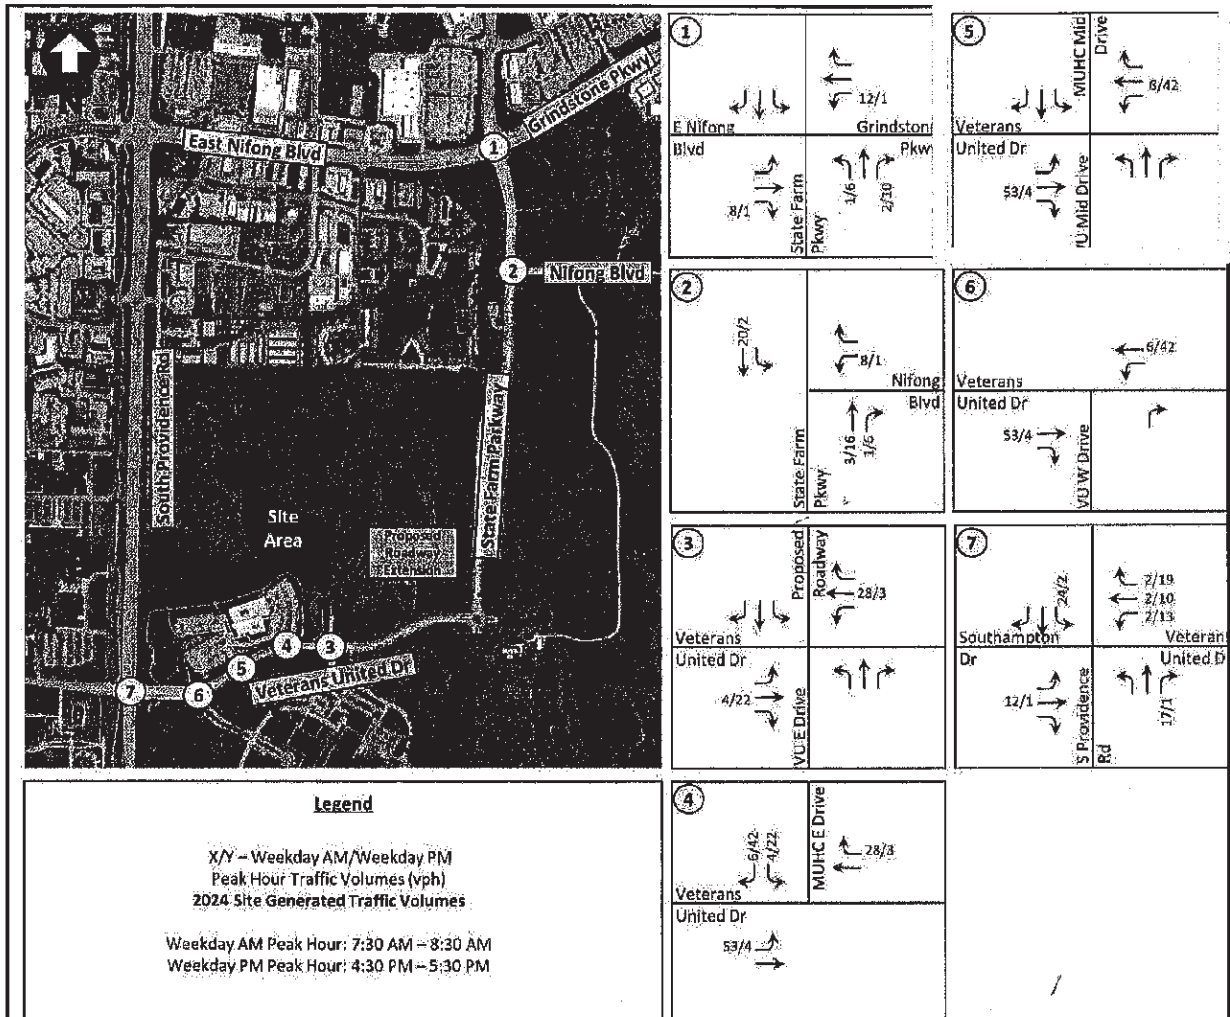 N
East Nifong Blvd
Grindstone Pkwy
1
2
Nifong Blvd
South Providence Rd
State Farm Parkway
Site
Area
Proposed
Roadway
Extension
4
3
5
6
7
Veterans United Dr
Legend
X/Y – Weekday AM/Weekday PM
Peak Hour Traffic Volumes (vph)
2024 Site Generated Traffic Volumes
Weekday AM Peak Hour: 7:30 AM – 8:30 AM
Weekday PM Peak Hour: 4:30 PM – 5:30 PM
1
12/1
E Nifong
Grindston
Blvd
Pkw
8/1
State Farm
Pkwy
1/6
2/10
2
20/2
8/1
Nifong
Blvd
State Farm
Pkwy
3/16
1/6
3
Proposed
Roadway
28/3
Veterans
United Dr
4/22
VU E Drive
4
6/42
4/22
MUHC E Drive
28/3
Veterans
United Dr
53/4
5
MUHC Mid
Drive
6/42
Veterans
United Dr
53/4
U Mid Drive
6
6/42
Veterans
United Dr
53/4
VU W Drive
7
24/2
2/19
2/10
2/13
Southampton
Veteran
Dr
United D
12/1
S Providence
Rd
17/1